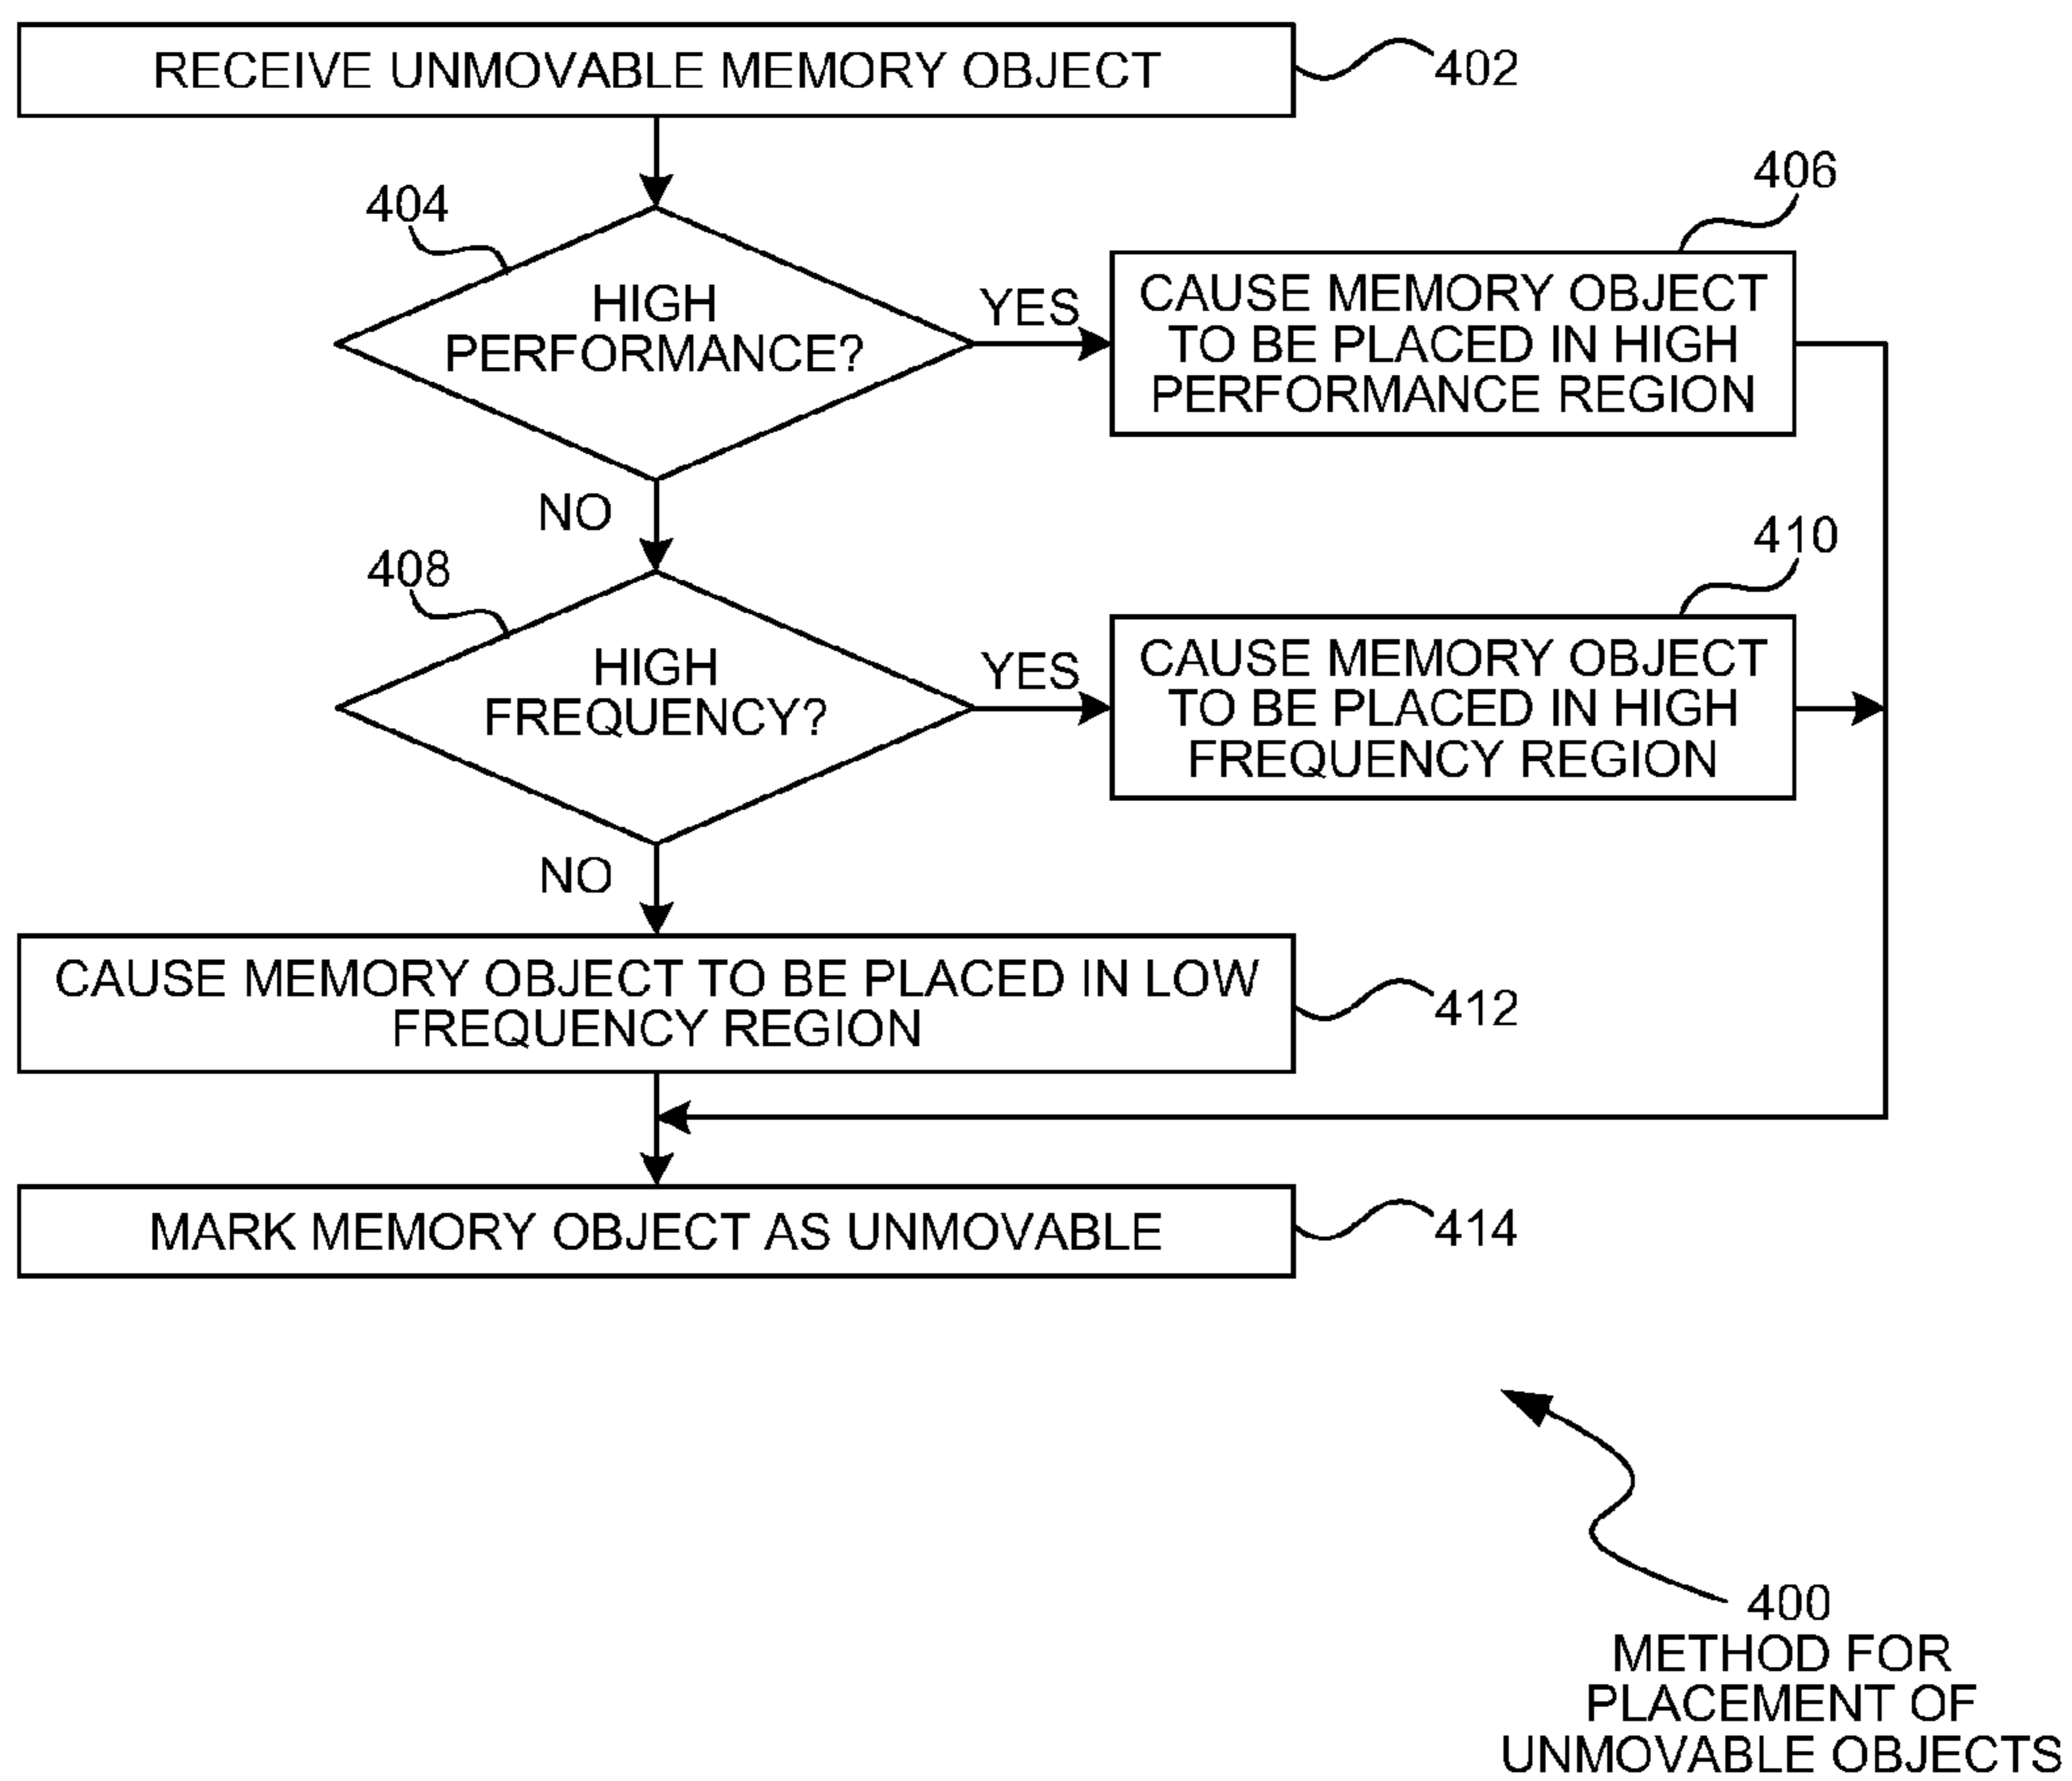 RECEIVE UNMOVABLE MEMORY OBJECT
402
404
HIGH
PERFORMANCE?
YES
406
CAUSE MEMORY OBJECT
TO BE PLACED IN HIGH
PERFORMANCE REGION
NO
408
HIGH
FREQUENCY?
YES
410
CAUSE MEMORY OBJECT
TO BE PLACED IN HIGH
FREQUENCY REGION
NO
CAUSE MEMORY OBJECT TO BE PLACED IN LOW
FREQUENCY REGION
412
MARK MEMORY OBJECT AS UNMOVABLE
414
400
METHOD FOR
PLACEMENT OF
UNMOVABLE OBJECTS